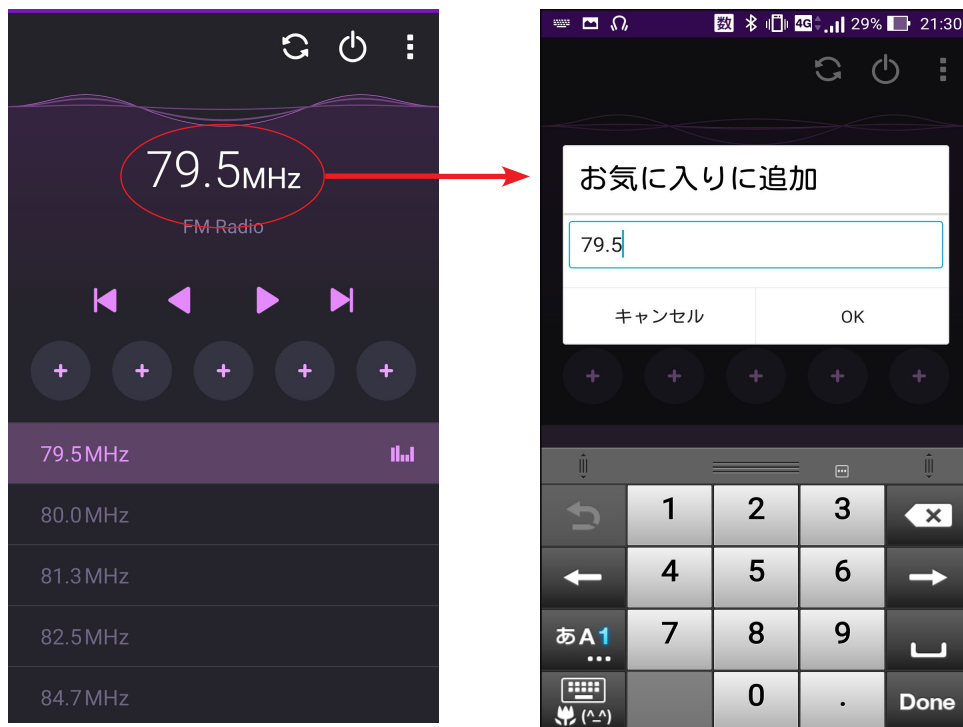 79.5MHz
FM Radio
+ + + + +
79.5MHz
80.0MHz
81.3MHz
82.5MHz
84.7MHz
数 4G 29% 21:30
お気に入りに追加
79.5
キャンセル OK
+ + + + +
1 2 3
4 5 6
あA1 7 8 9
(^_^) 0 . Done